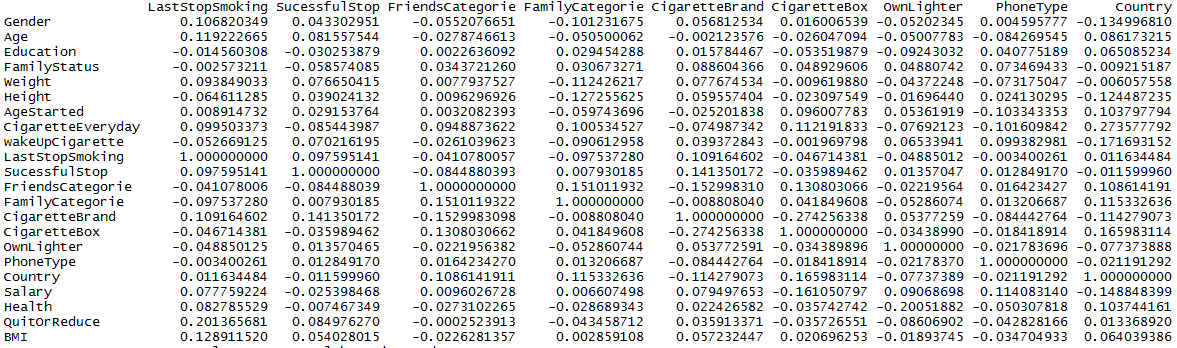 LastStopSmoking SucessfulStop FriendsCategorie FamilyCategorie CigaretteBrand CigaretteBox OwnLighter PhoneType Country
Gender 0.106820349 0.043302951 -0.0552076651 -0.101231675 0.056812534 0.016006539 -0.05202345 0.004595777 -0.134996810
Age 0.119222665 0.081557544 -0.0278746613 -0.050500062 -0.002123576 -0.026047094 -0.05007783 -0.084269545 0.086173215
Education -0.014560308 -0.030253879 0.0022636092 0.029454288 0.015784467 -0.053519879 -0.09243032 0.040775189 0.065085234
FamilyStatus -0.002573211 -0.058574085 0.0343721260 0.030673271 0.088604366 0.048929606 0.04880742 0.073469433 -0.009215187
Weight 0.093849033 0.076650415 0.0077937527 -0.112426217 0.077674534 -0.009619880 -0.04372248 -0.073175047 -0.006057558
Height -0.064611285 0.039024132 0.0096296926 -0.127255625 0.059557404 -0.023097549 -0.01696440 0.024130295 -0.124487235
AgeStarted 0.008914732 0.029153764 0.0032082393 -0.059743696 -0.025201838 0.096007783 0.05361919 -0.103343353 0.103797794
CigaretteEveryday 0.099503373 -0.085443987 0.0948873622 0.100534527 -0.074987342 0.112191833 -0.07692123 -0.101609842 0.273577792
wakeUpCigarette -0.052669125 0.070216195 -0.0261039623 -0.090612958 0.039372843 -0.001969798 0.06533941 0.099382981 -0.171693152
LastStopSmoking 1.000000000 0.097595141 -0.0410780057 -0.097537280 0.109164602 -0.046714381 -0.04885012 -0.003400261 0.011634484
SucessfulStop 0.097595141 1.000000000 -0.0844880393 0.007930185 0.141350172 -0.035989462 0.01357047 0.012849170 -0.011599960
FriendsCategorie -0.041078006 -0.084488039 1.0000000000 0.151011932 -0.152998310 0.130803066 -0.02219564 0.016423427 0.108614191
FamilyCategorie -0.097537280 0.007930185 0.1510119322 1.000000000 -0.008808040 0.041849608 -0.05286074 0.013206687 0.115332636
CigaretteBrand 0.109164602 0.141350172 -0.1529983098 -0.008808040 1.000000000 -0.274256338 0.05377259 -0.084442764 -0.114279073
CigaretteBox -0.046714381 -0.035989462 0.1308030662 0.041849608 -0.274256338 1.000000000 -0.03438990 -0.018418914 0.165983114
OwnLighter -0.048850125 0.013570465 -0.0221956382 -0.052860744 0.053772591 -0.034389896 1.00000000 -0.021783696 -0.077373888
PhoneType -0.003400261 0.012849170 0.0164234270 0.013206687 -0.084442764 -0.018418914 -0.02178370 1.000000000 -0.021191292
Country 0.011634484 -0.011599960 0.1086141911 0.115332636 -0.114279073 0.165983114 -0.07737389 -0.021191292 1.000000000
Salary 0.077759224 -0.025398468 0.0096026728 0.006607498 0.079497653 -0.161050797 0.09068698 0.114083140 -0.148848399
Health 0.082785529 -0.007467349 -0.0273102265 -0.028689343 0.022426582 -0.035742742 -0.20051882 -0.050307818 0.103744161
QuitOrReduce 0.201365681 0.084976270 -0.0002523913 -0.043458712 0.035913371 -0.035726551 -0.08606902 -0.042828166 0.013368920
BMI 0.128911520 0.054028015 -0.0226281357 0.002859108 0.057232447 0.020696253 -0.01893745 -0.034704933 0.064039386